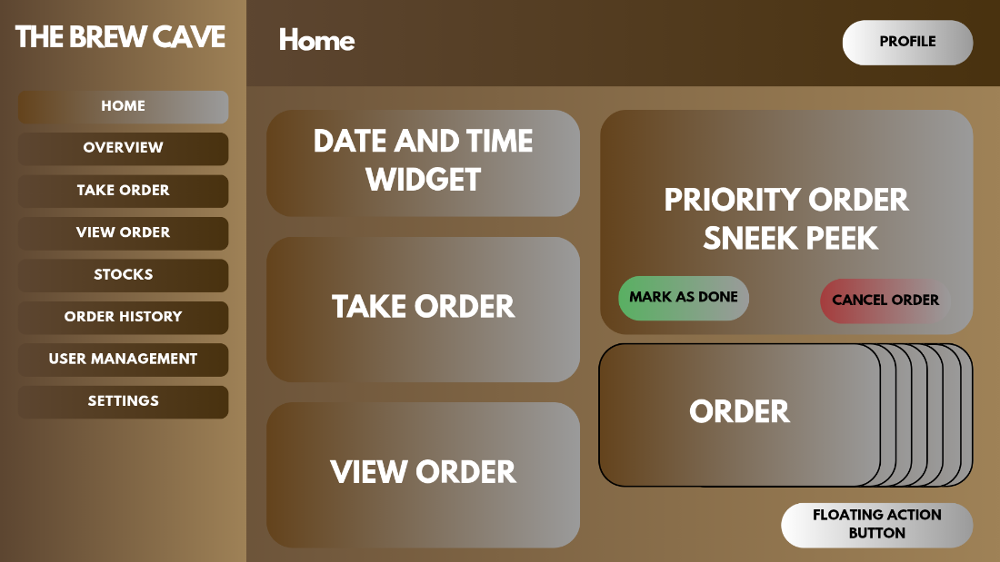 THE BREW CAVE
HOME
OVERVIEW
TAKE ORDER
VIEW ORDER
STOCKS
ORDER HISTORY
USER MANAGEMENT
SETTINGS
Home
PROFILE
DATE AND TIME
WIDGET
TAKE ORDER
VIEW ORDER
PRIORITY ORDER
SNEEK PEEK
MARK AS DONE
CANCEL ORDER
ORDER
FLOATING ACTION
BUTTON